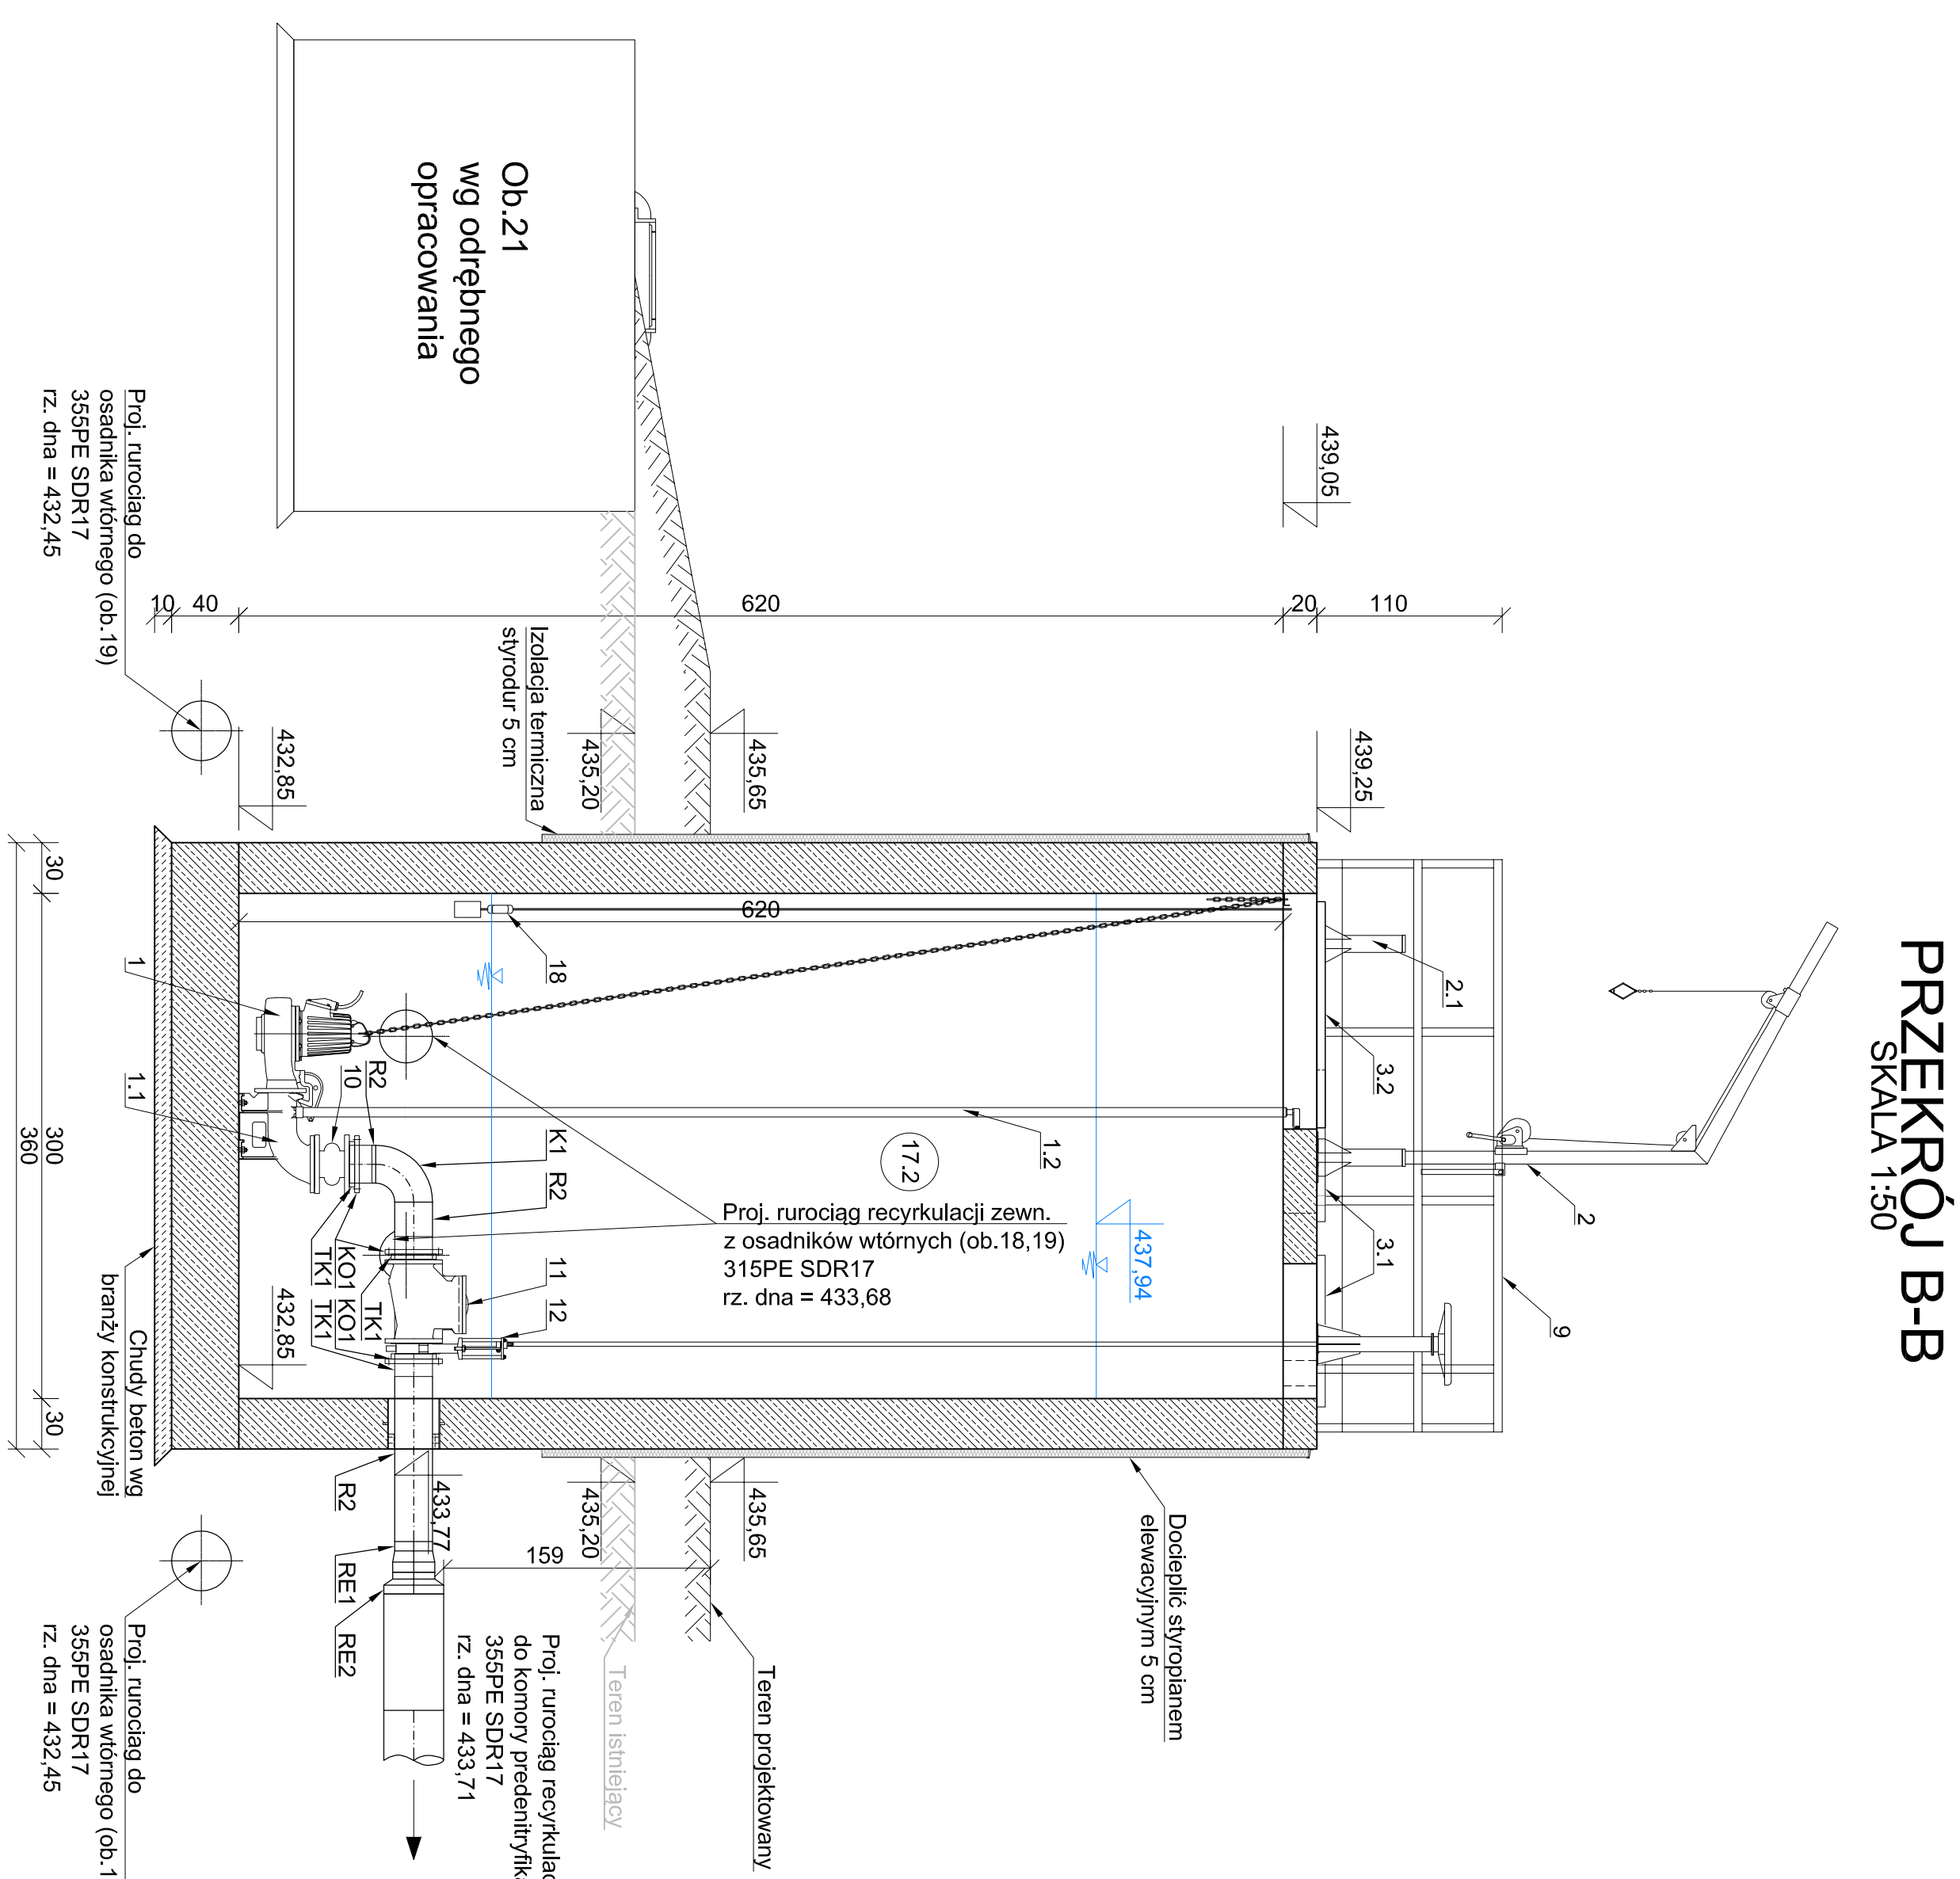 PRZEKRÓJ B-B
SKALA 1:50
Ob.21
wg odrębnego
opracowania
439,05
439,25
110
20
620
40
10
2
2.1
3.2
3.1
9
435,65
435,20
Izolacja termiczna
styrodur 5 cm
432,85
Proj. rurociag do
osadnika wtórnego (ob.19)
355PE SDR17
rz. dna = 432,45
620
18
1.2
17.2
437,94
Proj. rurociąg recyrkulacji zewn.
z osadników wtórnych (ob.18,19)
315PE SDR17
rz. dna = 433,68
1
1.1
10
R2
K1
R2
11
12
KO1
TK1
TK1
KO1
TK1
432,85
Chudy beton wg
branży konstrukcyjnej
30
300
30
360
Docieplić styropianem
elewacyjnym 5 cm
435,65
435,20
159
433,77
R2
RE1
RE2
Teren projektowany
Teren istniejący
Proj. rurociąg
do komory
355PE SDR17
rz. dna = 433,71
Proj. rurociag do
osadnika wtórnego (ob.1
355PE SDR17
rz. dna = 432,45